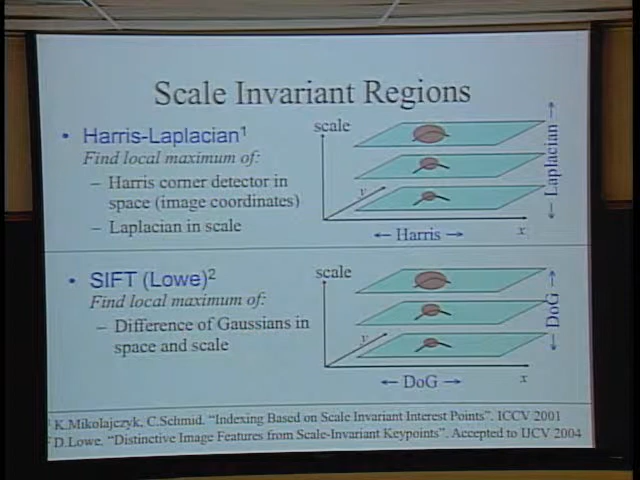 Scale Invariant Regions
• Harris-Laplacian¹
Find local maximum of:
– Harris corner detector in
space (image coordinates)
– Laplacian in scale
scale
y
← Harris →
x
← Laplacian →
• SIFT (Lowe)²
Find local maximum of:
– Difference of Gaussians in
space and scale
scale
y
← DoG →
x
← DoG →
¹ K.Mikolajczyk, C.Schmid. "Indexing Based on Scale Invariant Interest Points". ICCV 2001
² D.Lowe. "Distinctive Image Features from Scale-Invariant Keypoints". Accepted to IJCV 2004